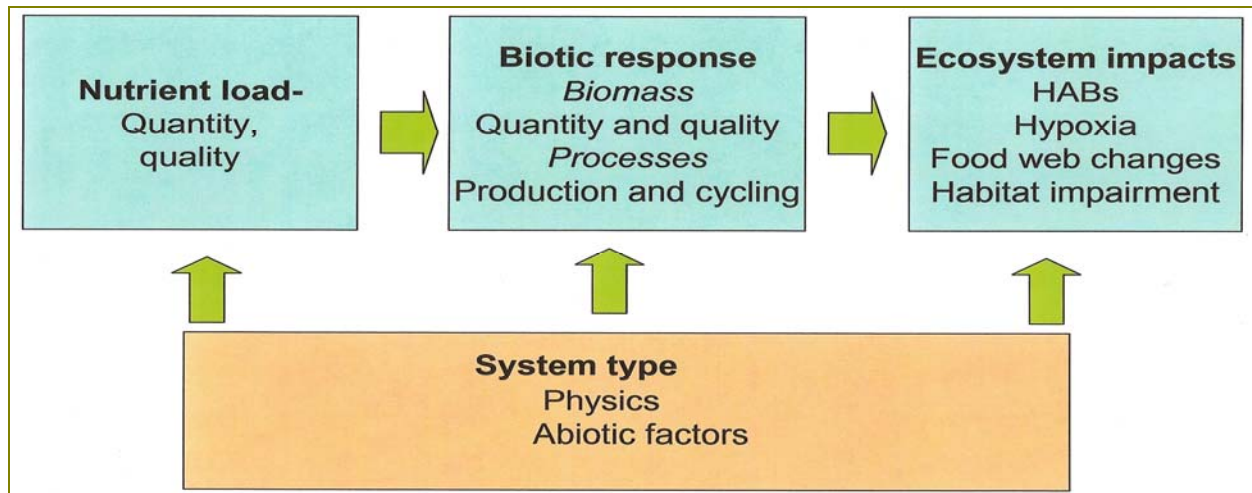 Nutrient load-
Quantity,
quality
Biotic response
Biomass
Quantity and quality
Processes
Production and cycling
Ecosystem impacts
HABs
Hypoxia
Food web changes
Habitat impairment
System type
Physics
Abiotic factors